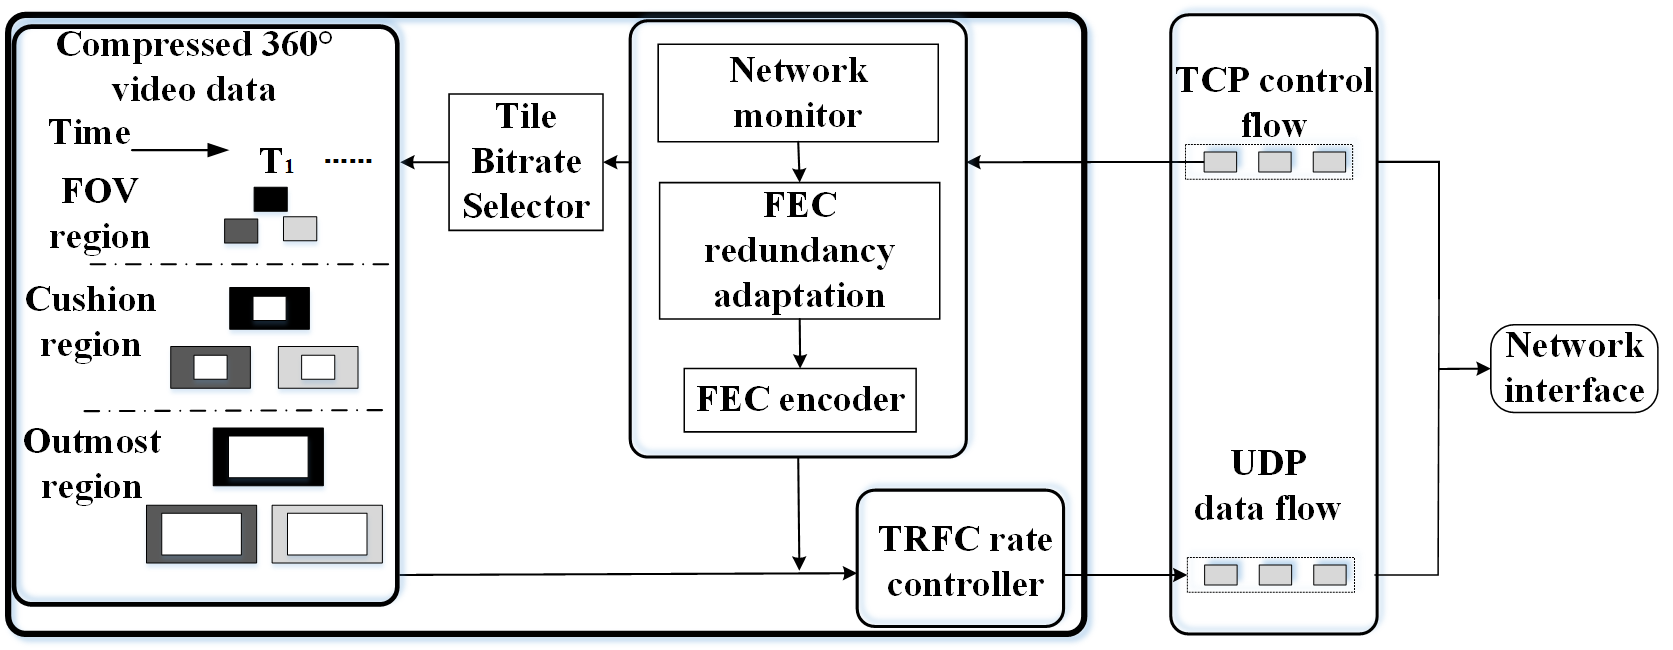 Compressed 360°
video data
Time
T1 ......
FOV
region
Cushion
region
Outmost
region
Tile
Bitrate
Selector
Network
monitor
FEC
redundancy
adaptation
FEC encoder
TRFC rate
controller
TCP control
flow
UDP
data flow
Network
interface